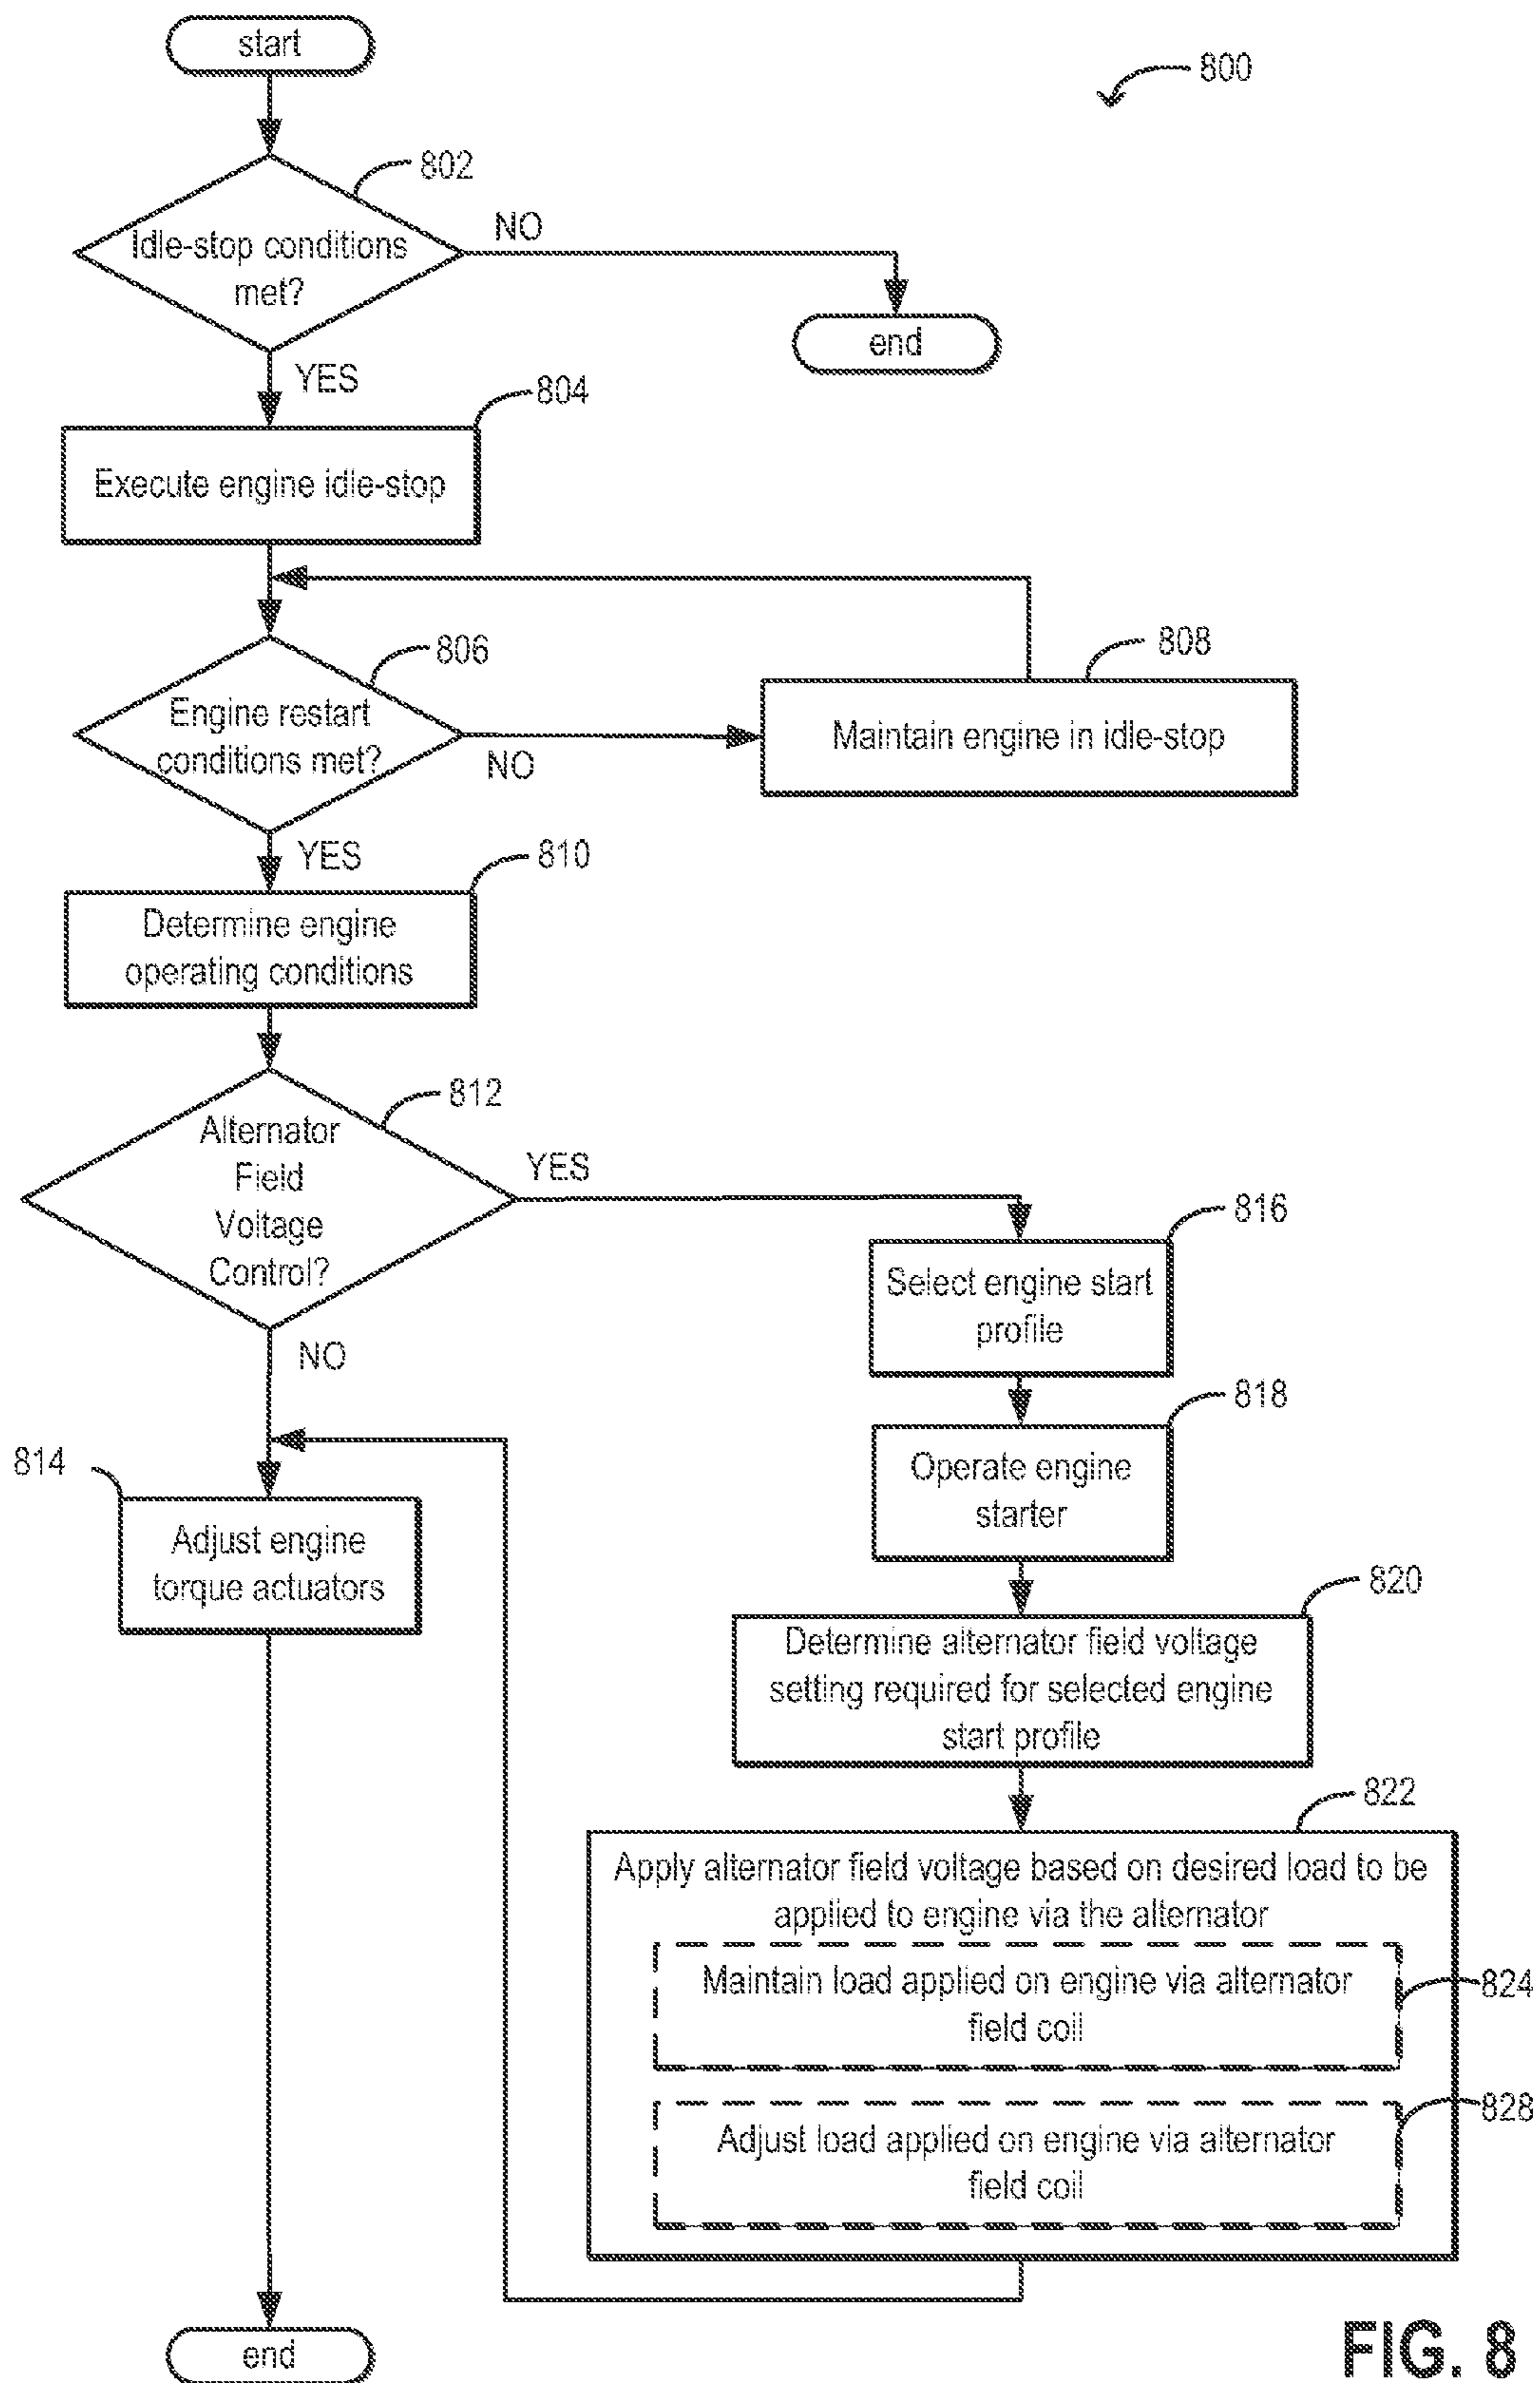 start
800
802
Idle-stop conditions
met?
NO
end
YES
804
Execute engine idle-stop
806
Engine restart
conditions met?
NO
808
Maintain engine in idle-stop
YES
810
Determine engine
operating conditions
812
Alternator
Field
Voltage
Control?
YES
NO
816
Select engine start
profile
818
Operate engine
starter
814
Adjust engine
torque actuators
820
Determine alternator field voltage
setting required for selected engine
start profile
822
Apply alternator field voltage based on desired load to be
applied to engine via the alternator
824
Maintain load applied on engine via alternator
field coil
828
Adjust load applied on engine via alternator
field coil
end
FIG. 8